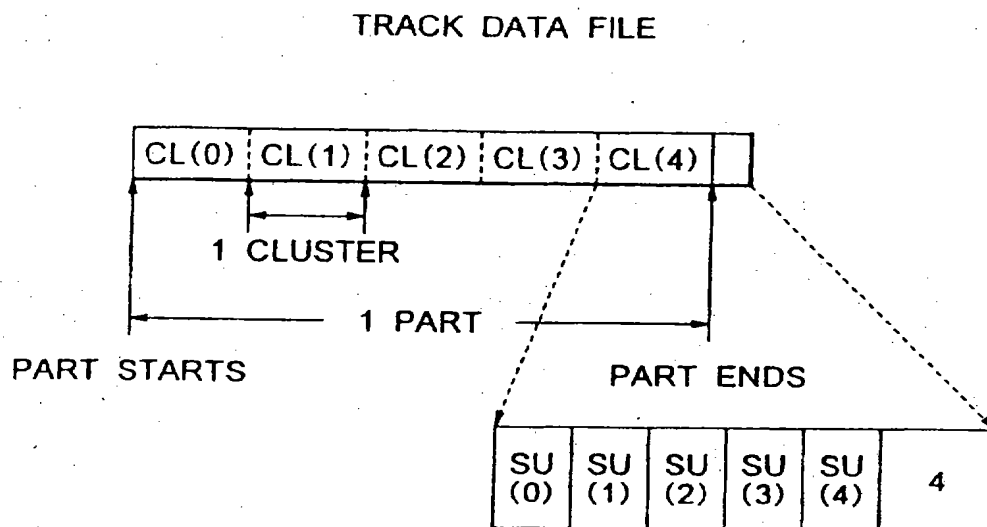 TRACK DATA FILE
CL(0) CL(1) CL(2) CL(3) CL(4)
1 CLUSTER
1 PART
PART STARTS
PART ENDS
SU SU SU SU SU
(0) (1) (2) (3) (4) 4